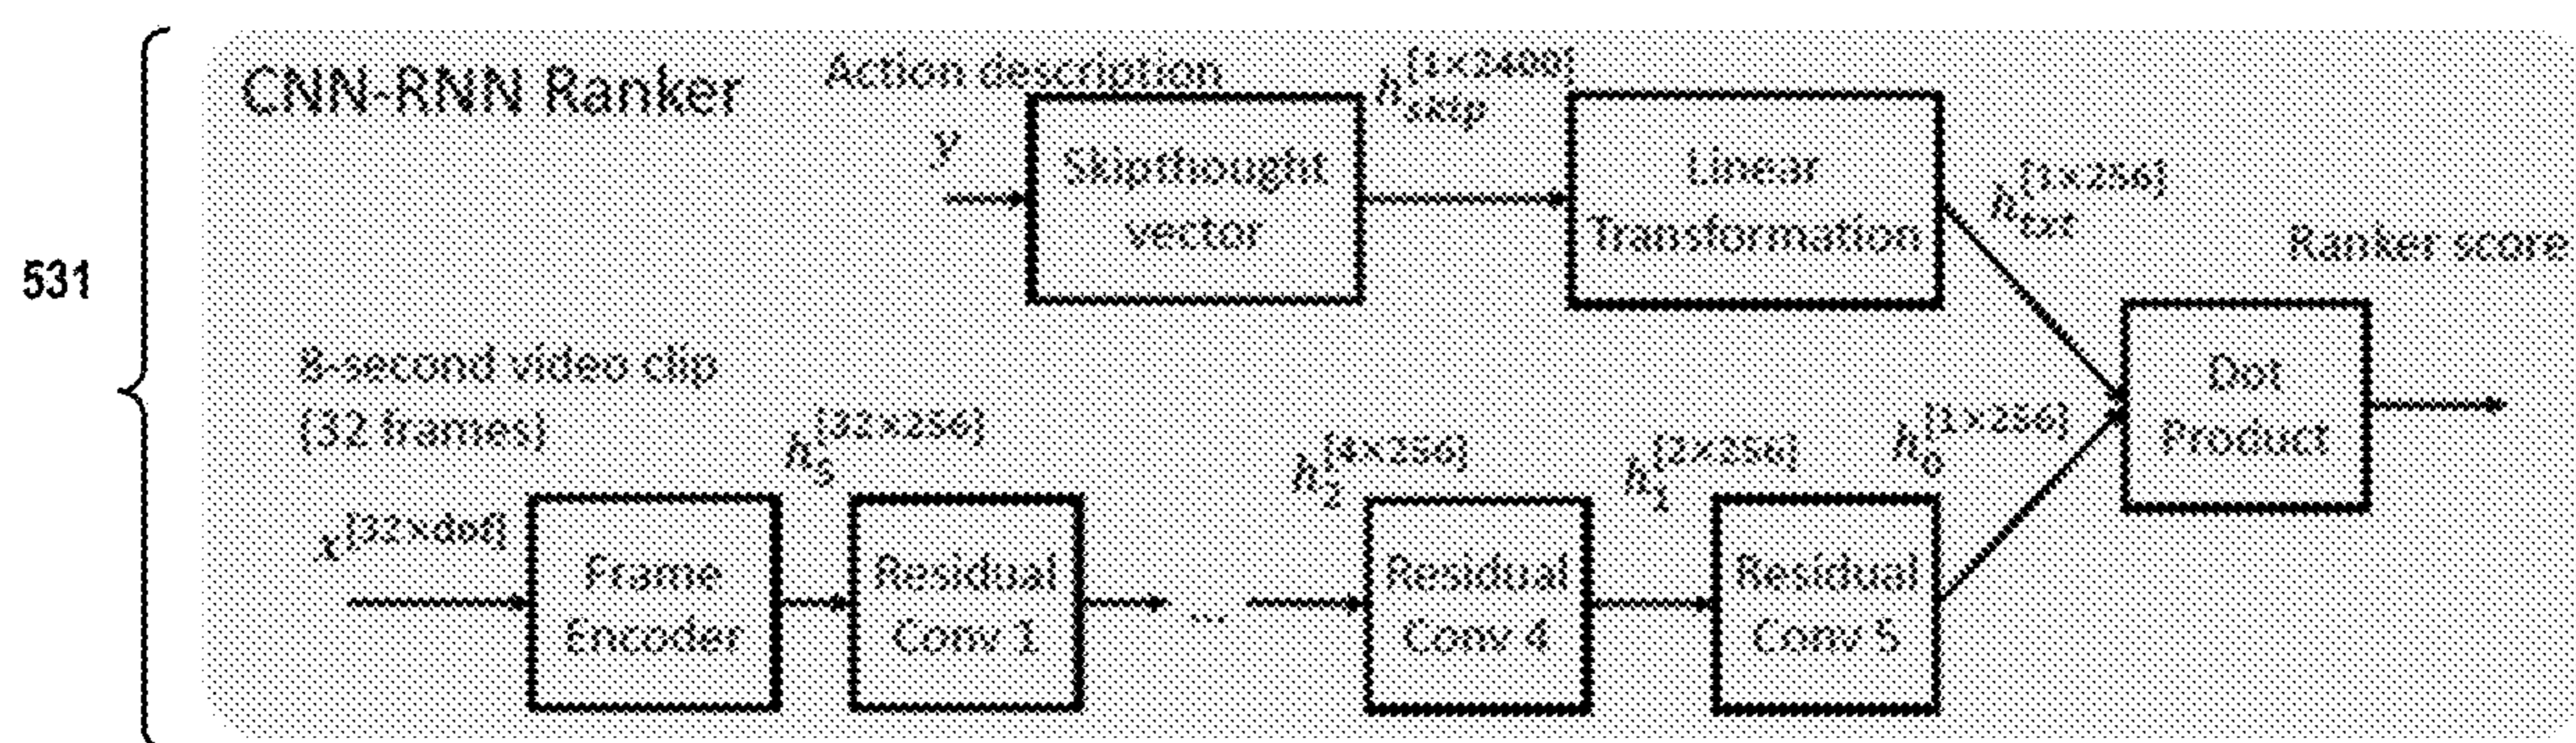 531
CNN-RNN Ranker
Action description
y
Skipthought
vector
h_skip^[1×2400]
Linear
Transformation
h_txt^[1×256]
Ranker score
8-second video clip
(32 frames)
x^[32×dof]
Frame
Encoder
h_5^[32×256]
Residual
Conv 1
...
h_2^[4×256]
Residual
Conv 4
h_1^[2×256]
Residual
Conv 5
h_0^[1×256]
Dot
Product